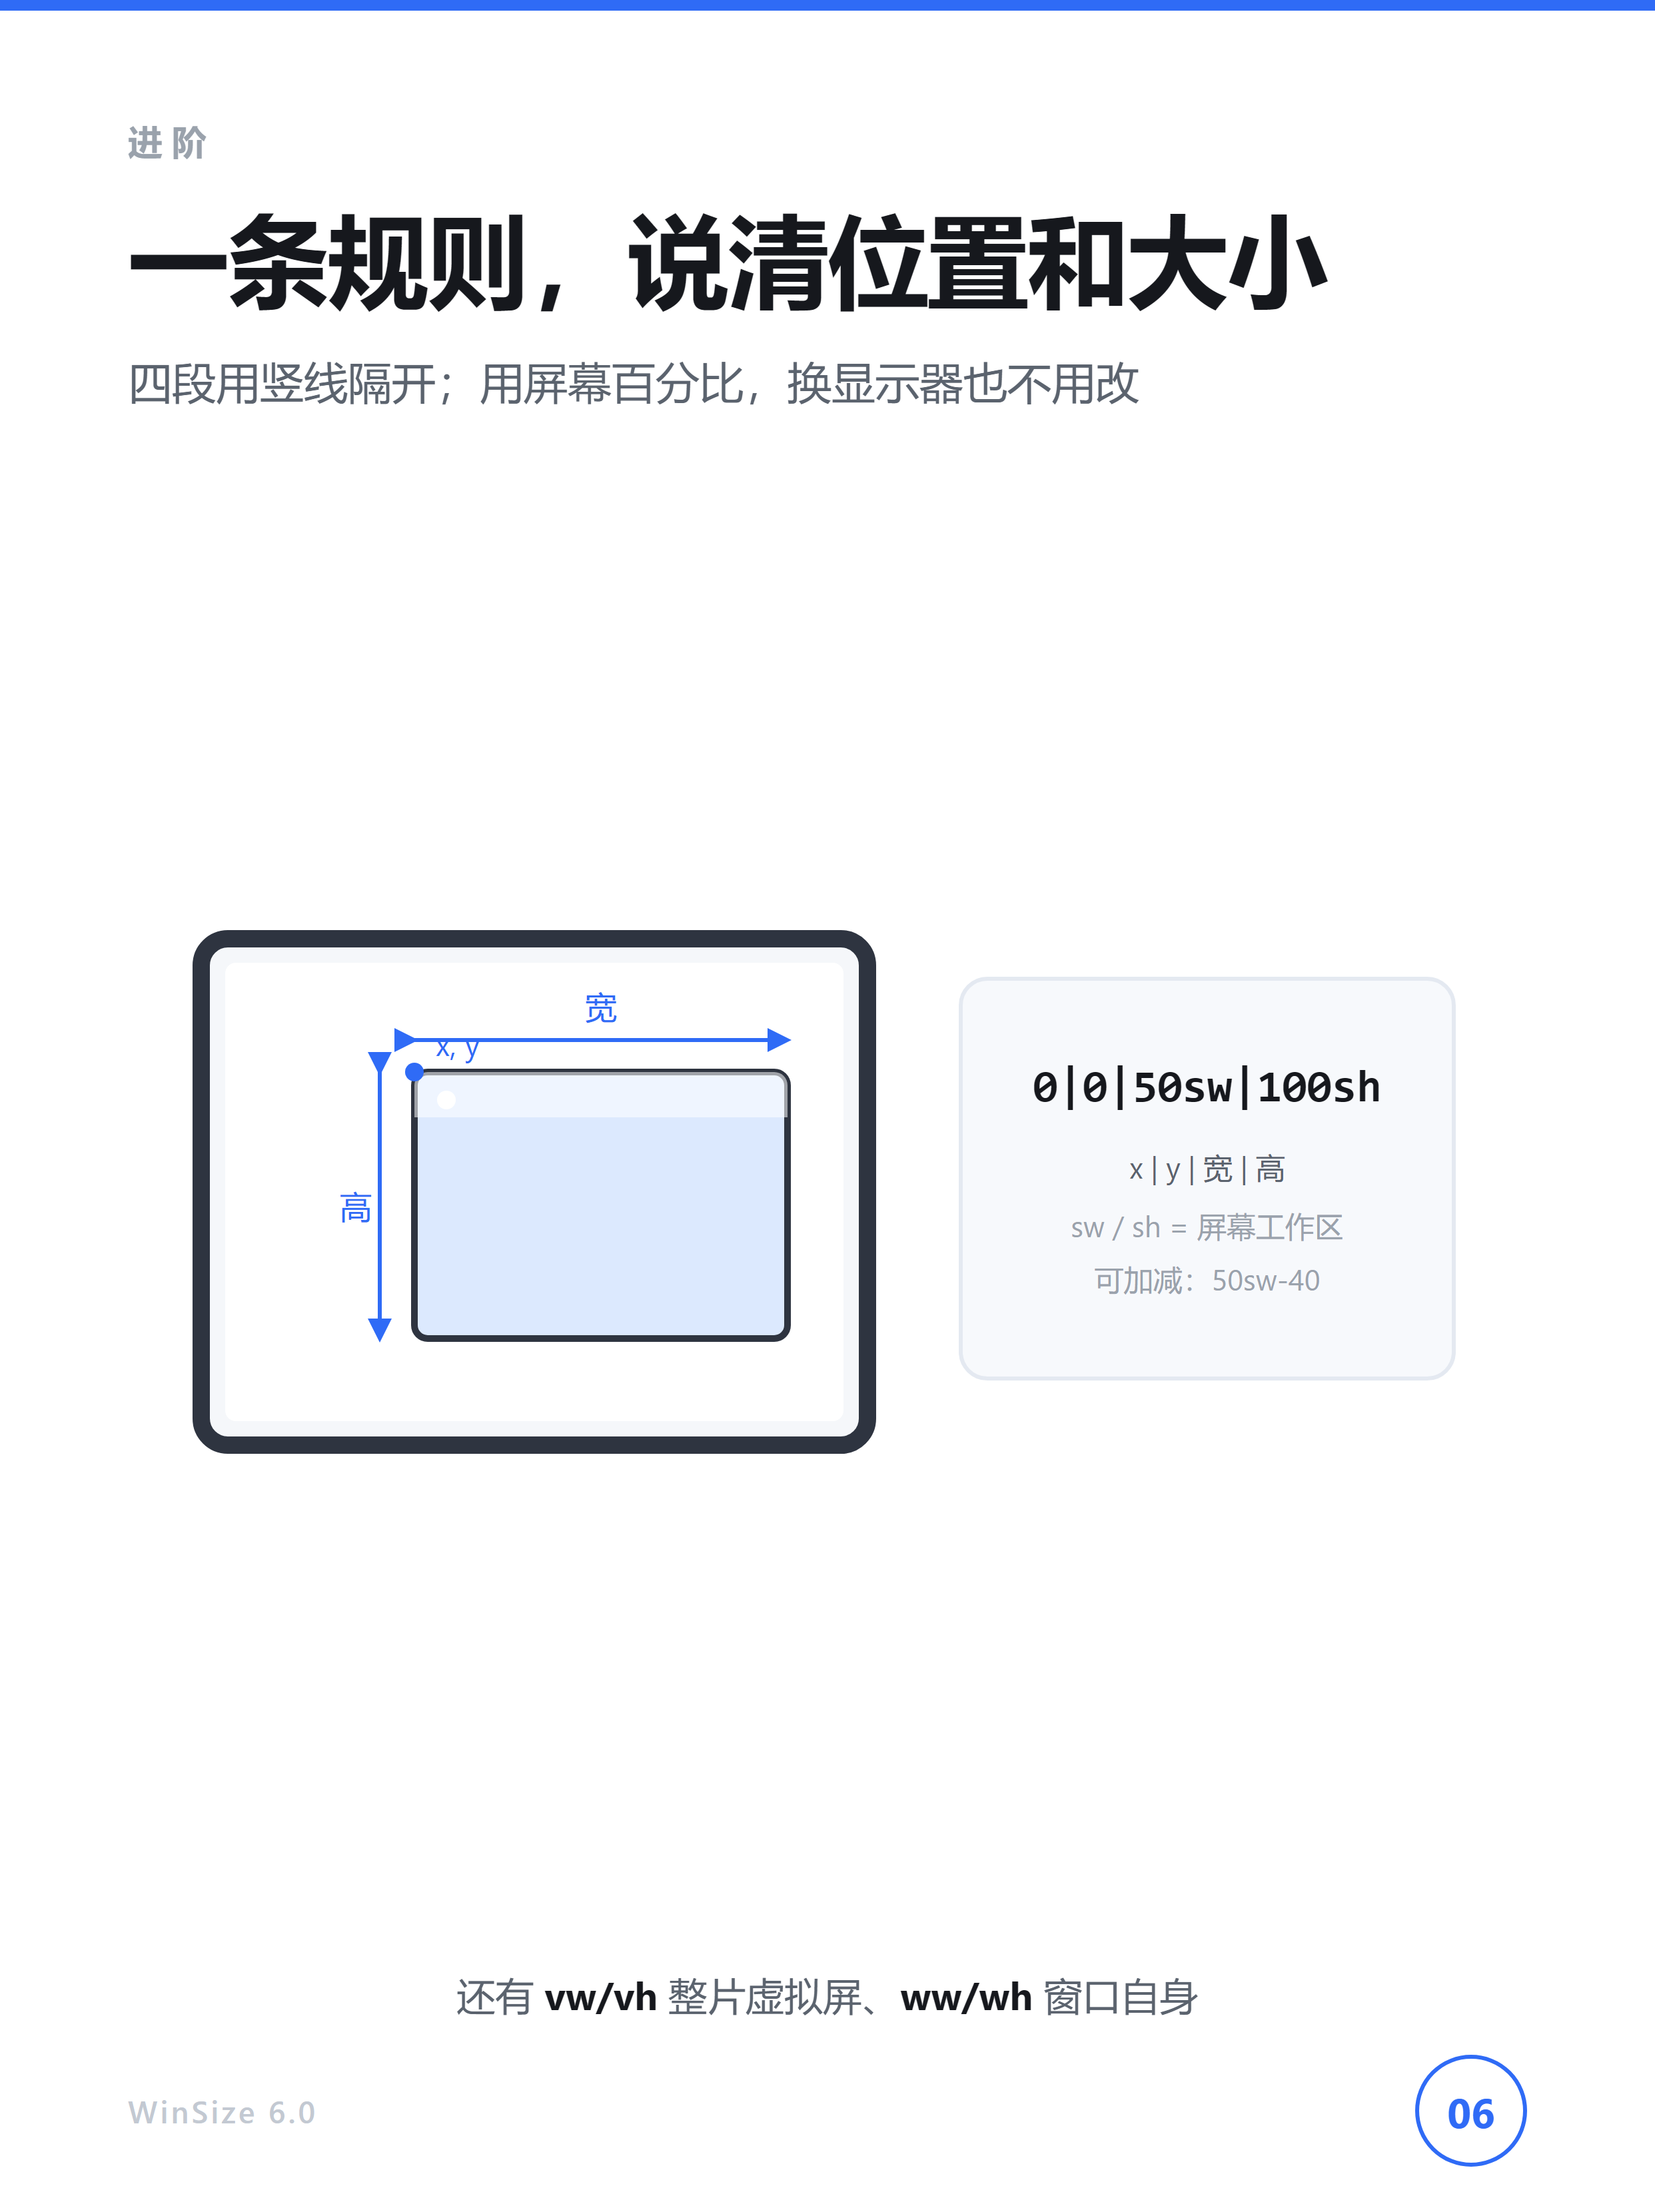 进阶
一条规则，说清位置和大小
四段用竖线隔开；用屏幕百分比，换显示器也不用改
宽
x, y
高
0|0|50sw|100sh
x | y | 宽 | 高
sw / sh = 屏幕工作区
可加减：50sw-40
还有 vw/vh 整片虚拟屏、ww/wh 窗口自身
WinSize 6.0
06